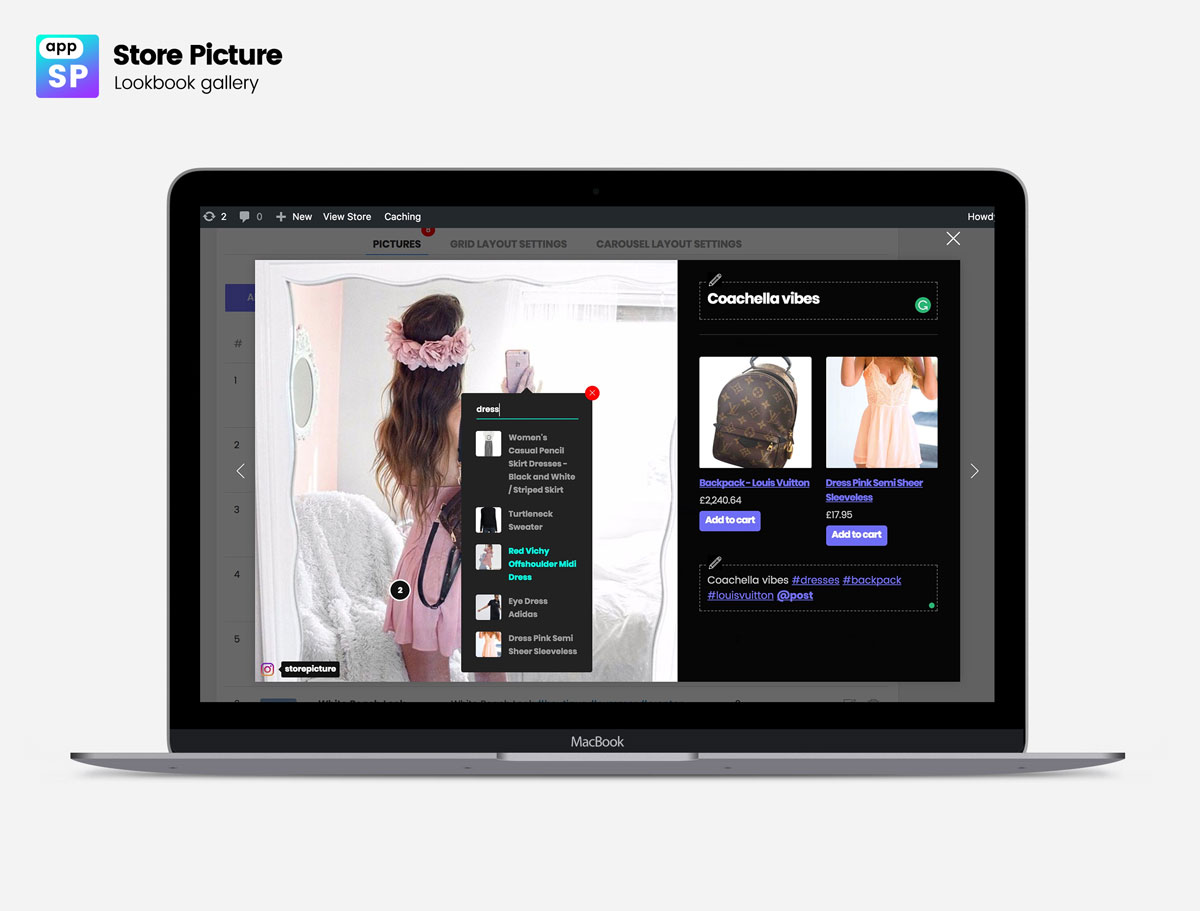 app
SP
Store Picture
Lookbook gallery
2 0 New View Store Caching
Howdy
PICTURES 8 GRID LAYOUT SETTINGS CAROUSEL LAYOUT SETTINGS
A
#
1
2
3
4
5
dress
Women's
Casual Pencil
Skirt Dresses -
Black and White
/ Striped Skirt
Turtleneck
Sweater
Red Vichy
Offshoulder Midi
Dress
Eye Dress
Adidas
Dress Pink Semi
Sheer Sleeveless
2
storepicture
Coachella vibes
Backpack - Louis Vuitton
£2,240.64
Add to cart
Dress Pink Semi Sheer
Sleeveless
£17.95
Add to cart
Coachella vibes #dresses #backpack
#louisvuitton @post
MacBook